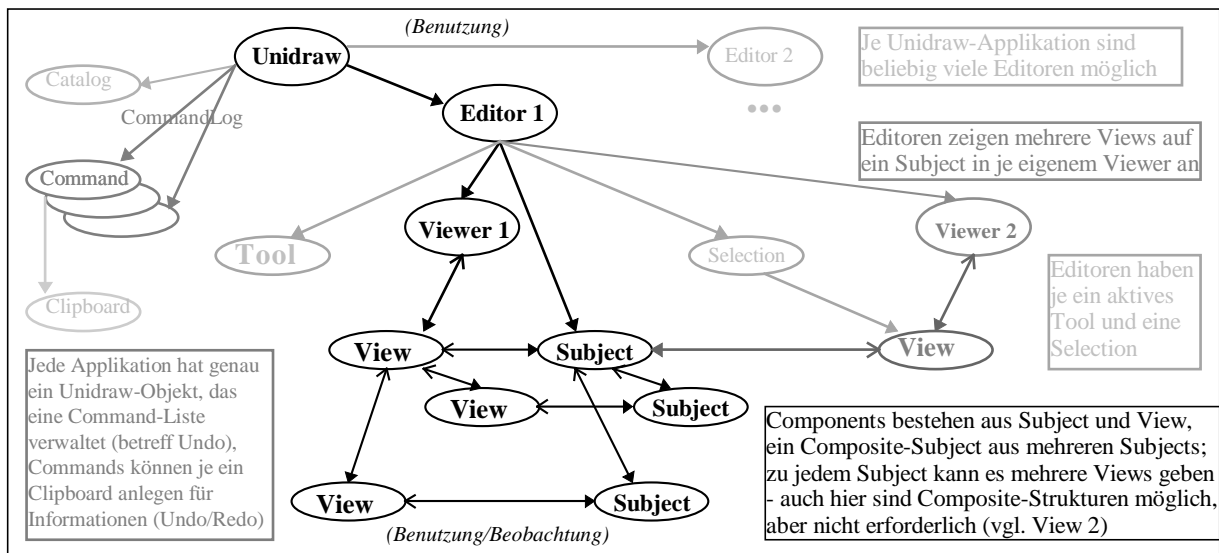 (Benutzung)
Unidraw
Editor 2
Je Unidraw-Applikation sind
beliebig viele Editoren möglich
Catalog
CommandLog
Editor 1
Editoren zeigen mehrere Views auf
ein Subject in je eigenem Viewer an
Command
Tool
Viewer 1
Selection
Viewer 2
Clipboard
Editoren haben
je ein aktives
Tool und eine
Selection
View
Subject
View
Jede Applikation hat genau
ein Unidraw-Objekt, das
eine Command-Liste
verwaltet (betreff Undo),
Commands können je ein
Clipboard anlegen für
Informationen (Undo/Redo)
View
Subject
Components bestehen aus Subject und View,
ein Composite-Subject aus mehreren Subjects;
zu jedem Subject kann es mehrere Views geben
- auch hier sind Composite-Strukturen möglich,
aber nicht erforderlich (vgl. View 2)
View
Subject
(Benutzung/Beobachtung)